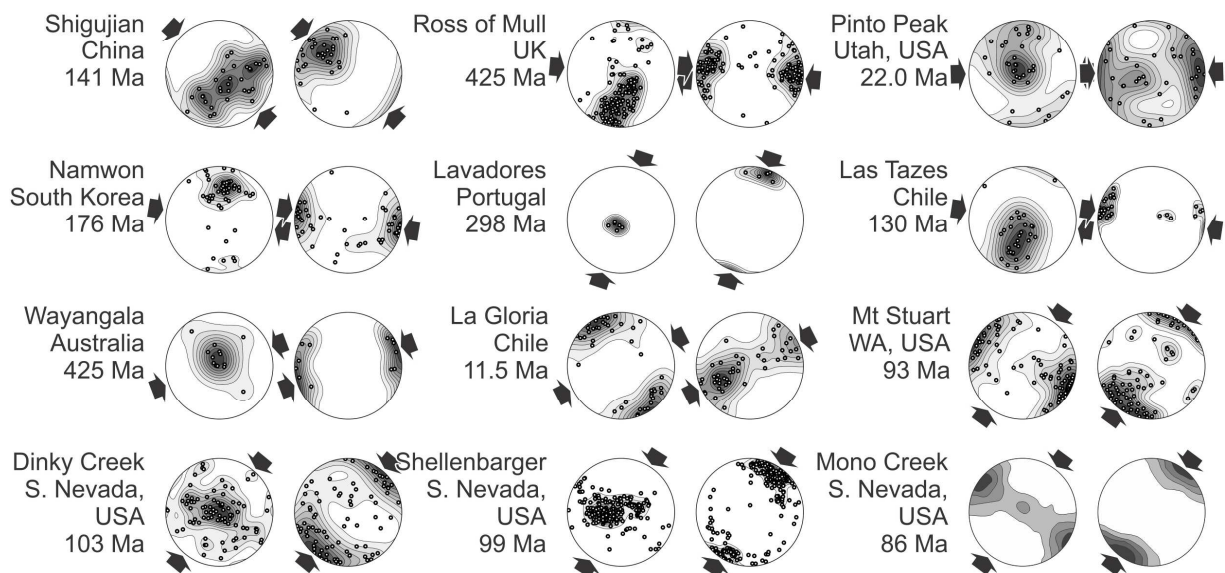 Shigujian
China
141 Ma
Ross of Mull
UK
425 Ma
Pinto Peak
Utah, USA
22.0 Ma
Namwon
South Korea
176 Ma
Lavadores
Portugal
298 Ma
Las Tazes
Chile
130 Ma
Wayangala
Australia
425 Ma
La Gloria
Chile
11.5 Ma
Mt Stuart
WA, USA
93 Ma
Dinky Creek
S. Nevada,
USA
103 Ma
Shellenbarger
S. Nevada,
USA
99 Ma
Mono Creek
S. Nevada,
USA
86 Ma